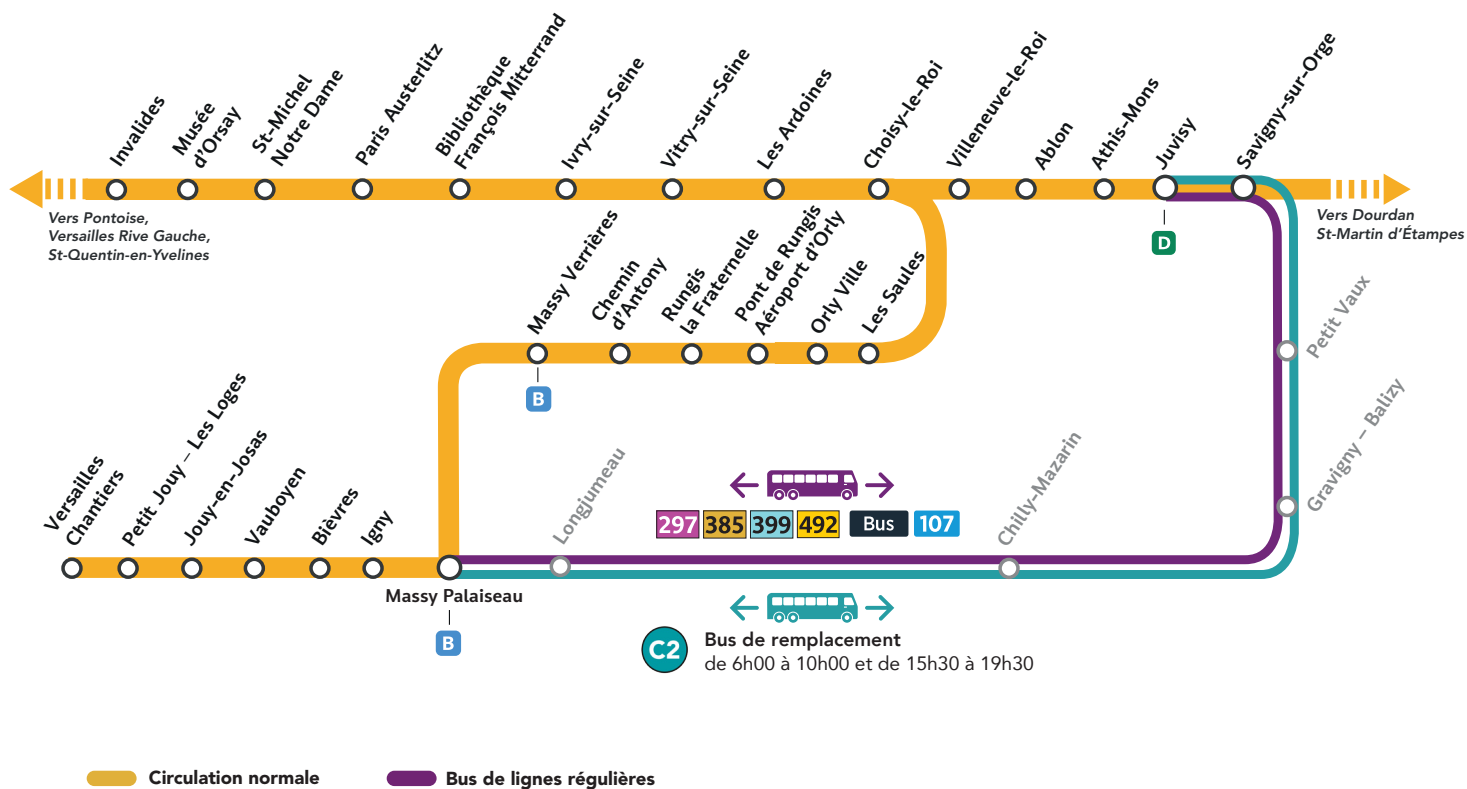 Invalides
Musée
d'Orsay
St-Michel
Notre Dame
Paris Austerlitz
Bibliothèque
François Mitterrand
Ivry-sur-Seine
Vitry-sur-Seine
Les Ardoines
Choisy-le-Roi
Villeneuve-le-Roi
Ablon
Athis-Mons
Juvisy
Savigny-sur-Orge
Vers Pontoise,
Versailles Rive Gauche,
St-Quentin-en-Yvelines
Vers Dourdan
St-Martin d'Étampes
D
Massy Verrières
Chemin
d'Antony
Rungis
la Fraternelle
Pont de Rungis
Aéroport d'Orly
Orly Ville
Les Saules
B
Petit Vaux
Gravigny – Balizy
Versailles
Chantiers
Petit Jouy – Les Loges
Jouy-en-Josas
Vauboyen
Bièvres
Igny
Massy Palaiseau
B
Longjumeau
Chilly-Mazarin
297 385 399 492 Bus 107
C2
Bus de remplacement
de 6h00 à 10h00 et de 15h30 à 19h30
Circulation normale
Bus de lignes régulières